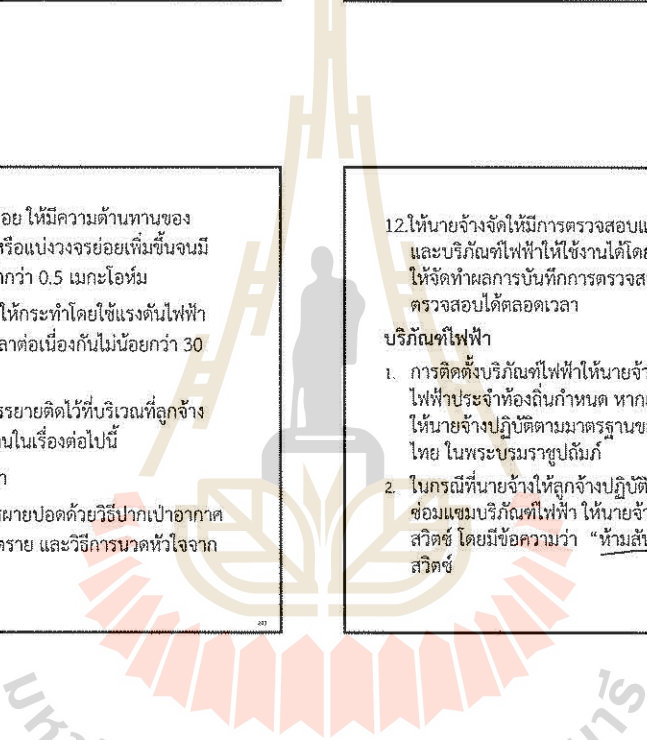 อย ให้มีความต้านทานของ
หรือแบ่งวงจรย่อยเพิ่มขึ้นจนมี
กว่า 0.5 เมกะโอห์ม
ให้กระทำโดยใช้แรงดันไฟฟ้า
ลาต่อเนื่องกันไม่น้อยกว่า 30
รรยายติดไว้ที่บริเวณที่ลูกจ้าง
านในเรื่องต่อไปนี้
า
ผายปอดด้วยวิธีปากเป่าอากาศ
ตราย และวิธีการนวดหัวใจจาก
12.ให้นายจ้างจัดให้มีการตรวจสอบแ
และบริภัณฑ์ไฟฟ้าให้ใช้งานได้โดย
ให้จัดทำผลการบันทึกการตรวจส
ตรวจสอบได้ตลอดเวลา
บริภัณฑ์ไฟฟ้า
1. การติดตั้งบริภัณฑ์ไฟฟ้าให้นายจ้า
ไฟฟ้าประจำท้องถิ่นกำหนด หาก
ให้นายจ้างปฏิบัติตามมาตรฐานข
ไทย ในพระบรมราชูปถัมภ์
2. ในกรณีที่นายจ้างให้ลูกจ้างปฏิบัติ
ซ่อมแซมบริภัณฑ์ไฟฟ้า ให้นายจ้า
สวิตซ์ โดยมีข้อความว่า "ห้ามสับ
สวิตซ์